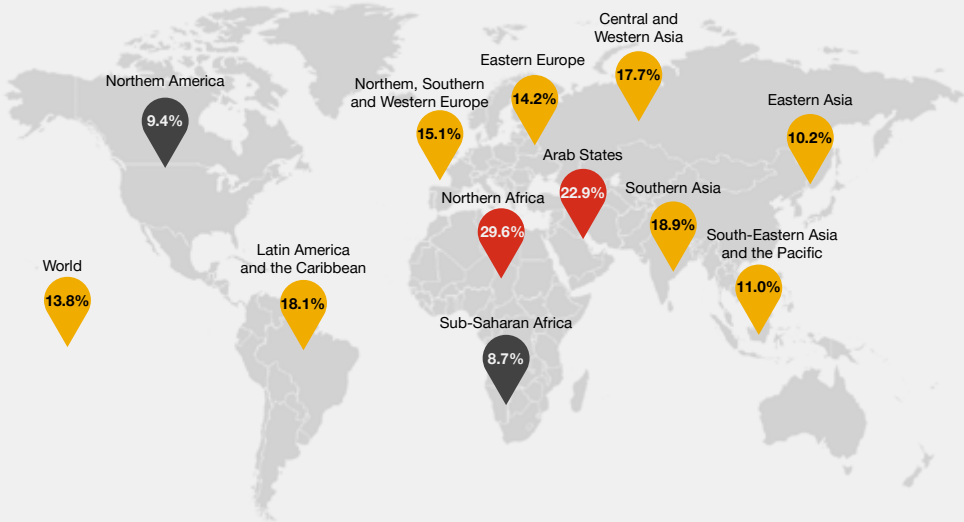 Central and
Western Asia
17.7%
Eastern Europe
14.2%
Northem America
9.4%
Northem, Southern
and Western Europe
15.1%
Eastern Asia
10.2%
Arab States
22.9%
Northern Africa
29.6%
Southern Asia
18.9%
South-Eastern Asia
and the Pacific
11.0%
Latin America
and the Caribbean
18.1%
World
13.8%
Sub-Saharan Africa
8.7%